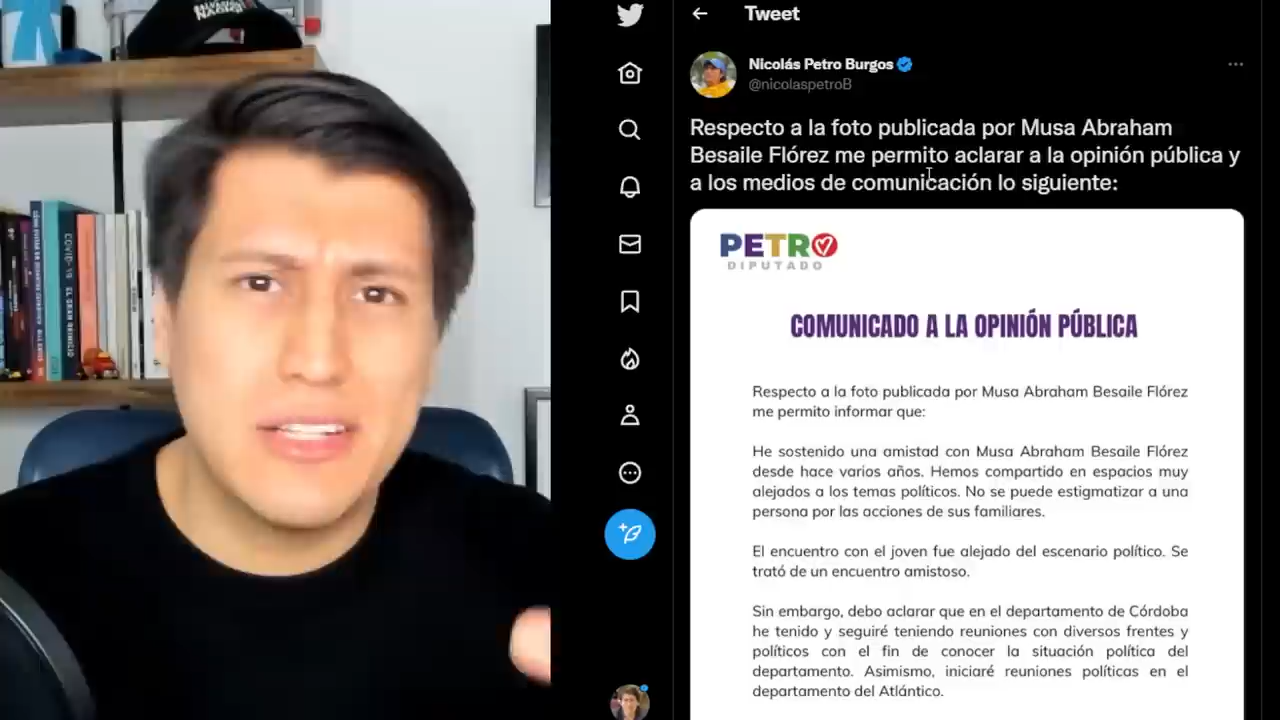 SALVACIÓN
NACIONAL
COVID-19: EL GRAN REINICIO
Tweet
Nicolás Petro Burgos
@nicolaspetroB
Respecto a la foto publicada por Musa Abraham
Besaile Flórez me permito aclarar a la opinión pública y
a los medios de comunicación lo siguiente:
PETRO
DIPUTADO
COMUNICADO A LA OPINIÓN PÚBLICA
Respecto a la foto publicada por Musa Abraham Besaile Flórez
me permito informar que:
He sostenido una amistad con Musa Abraham Besaile Flórez
desde hace varios años. Hemos compartido en espacios muy
alejados a los temas políticos. No se puede estigmatizar a una
persona por las acciones de sus familiares.
El encuentro con el joven fue alejado del escenario político. Se
trató de un encuentro amistoso.
Sin embargo, debo aclarar que en el departamento de Córdoba
he tenido y seguiré teniendo reuniones con diversos frentes y
políticos con el fin de conocer la situación política del
departamento. Asimismo, iniciaré reuniones políticas en el
departamento del Atlántico.